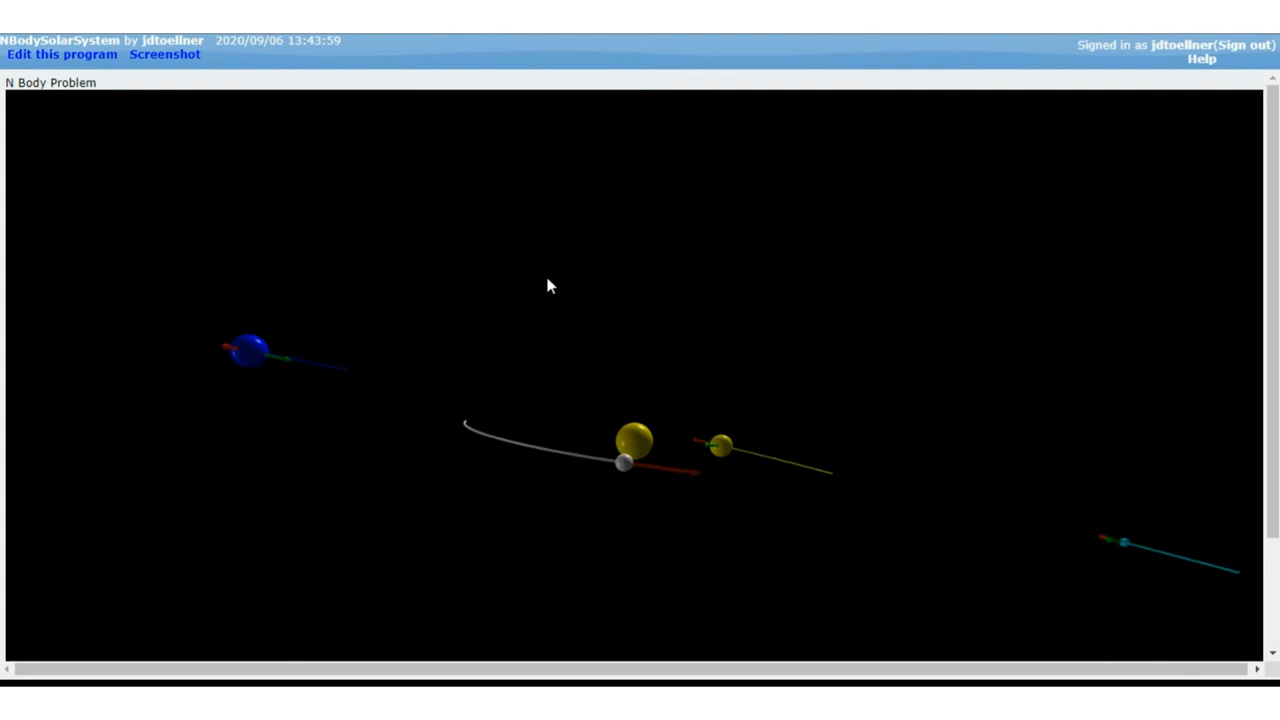 NBodySolarSystem by jdtoellner 2020/09/06 13:43:59
Edit this program Screenshot
Signed in as jdtoellner(Sign out)
Help
N Body Problem